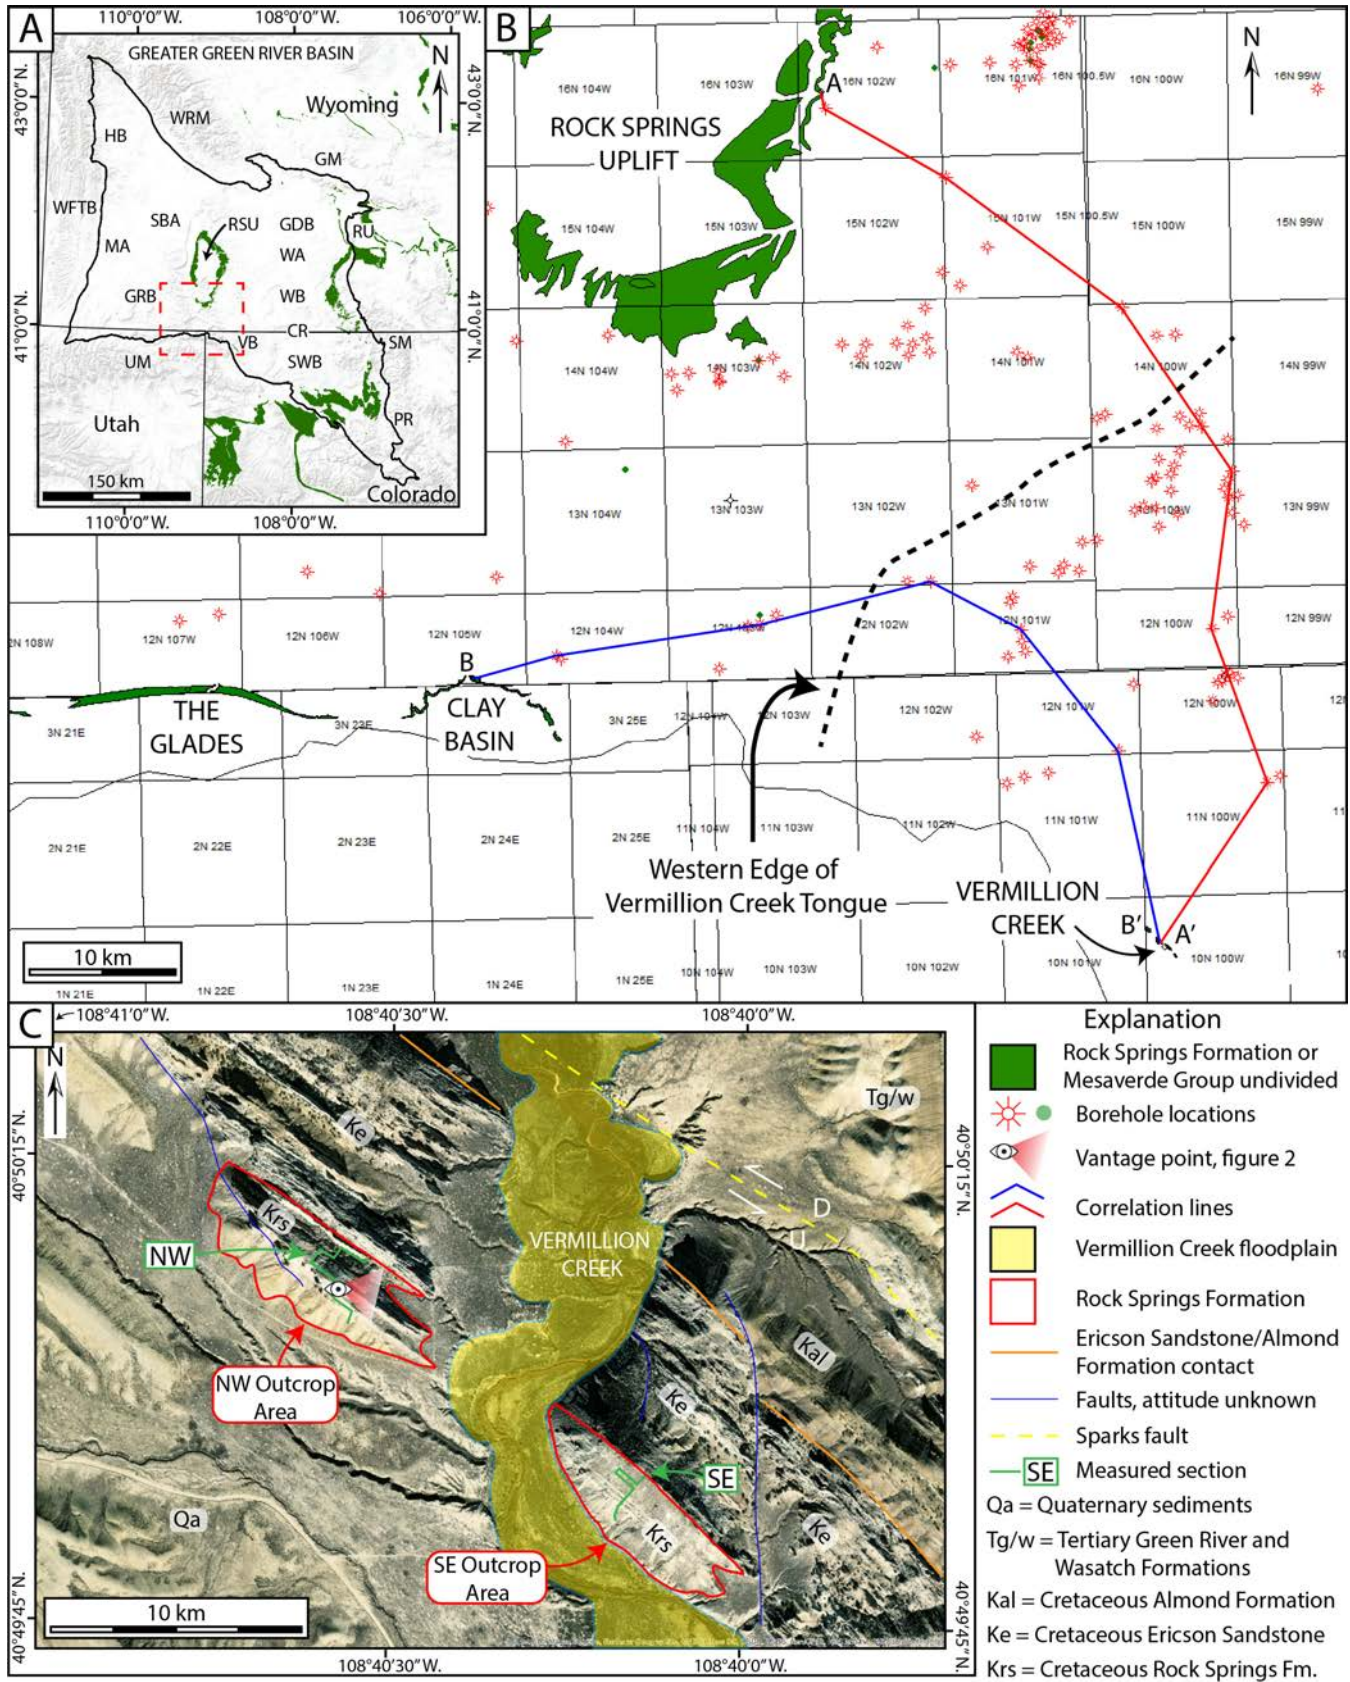 A
110°0'0"W.
108°0'0"W.
106°0'0"W.
GREATER GREEN RIVER BASIN
N
43°0'0"N.
43°0'0"N.
Wyoming
HB
WRM
GM
WFTB
SBA
RSU
GDB
RU
MA
WA
GRB
WB
41°0'0"N.
41°0'0"N.
CR
VB
SM
UM
SWB
Utah
PR
150 km
Colorado
110°0'0"W.
108°0'0"W.
B
N
16N 104W
16N 103W
A
16N 102W
16N 101W
16N 100.5W
16N 100W
16N 99W
ROCK SPRINGS
UPLIFT
15N 104W
15N 103W
15N 102W
15N 101W
15N 100.5W
15N 100W
15N 99W
14N 104W
14N 103W
14N 102W
14N 101W
14N 100W
14N 99W
13N 104W
13N 103W
13N 102W
13N 101W
13N 100W
13N 99W
2N 108W
12N 107W
12N 106W
12N 105W
12N 104W
12N 103W
12N 102W
12N 101W
12N 100W
12N 99W
B
THE
GLADES
CLAY
BASIN
3N 21E
3N 23E
3N 25E
12N 104W
12N 103W
12N 102W
12N 101W
12N 100W
2N 21E
2N 22E
2N 23E
2N 24E
2N 25E
11N 104W
11N 103W
11N 102W
11N 101W
11N 100W
11
Western Edge of
Vermillion Creek Tongue
VERMILLION
CREEK
B'
A'
10 km
1N 21E
1N 22E
1N 23E
1N 24E
1N 25E
10N 104W
10N 103W
10N 102W
10N 101W
10N 100W
10
C
108°41'0"W.
108°40'30"W.
108°40'0"W.
N
40°50'15"N.
40°50'15"N.
Ke
Tg/w
Krs
NW
D
U
VERMILLION
CREEK
Kal
NW Outcrop
Area
Ke
SE
Qa
Krs
Ke
SE Outcrop
Area
10 km
40°49'45"N.
40°49'45"N.
108°40'30"W.
108°40'0"W.
Explanation
Rock Springs Formation or
Mesaverde Group undivided
Borehole locations
Vantage point, figure 2
Correlation lines
Vermillion Creek floodplain
Rock Springs Formation
Ericson Sandstone/Almond
Formation contact
Faults, attitude unknown
Sparks fault
SE Measured section
Qa = Quaternary sediments
Tg/w = Tertiary Green River and
Wasatch Formations
Kal = Cretaceous Almond Formation
Ke = Cretaceous Ericson Sandstone
Krs = Cretaceous Rock Springs Fm.